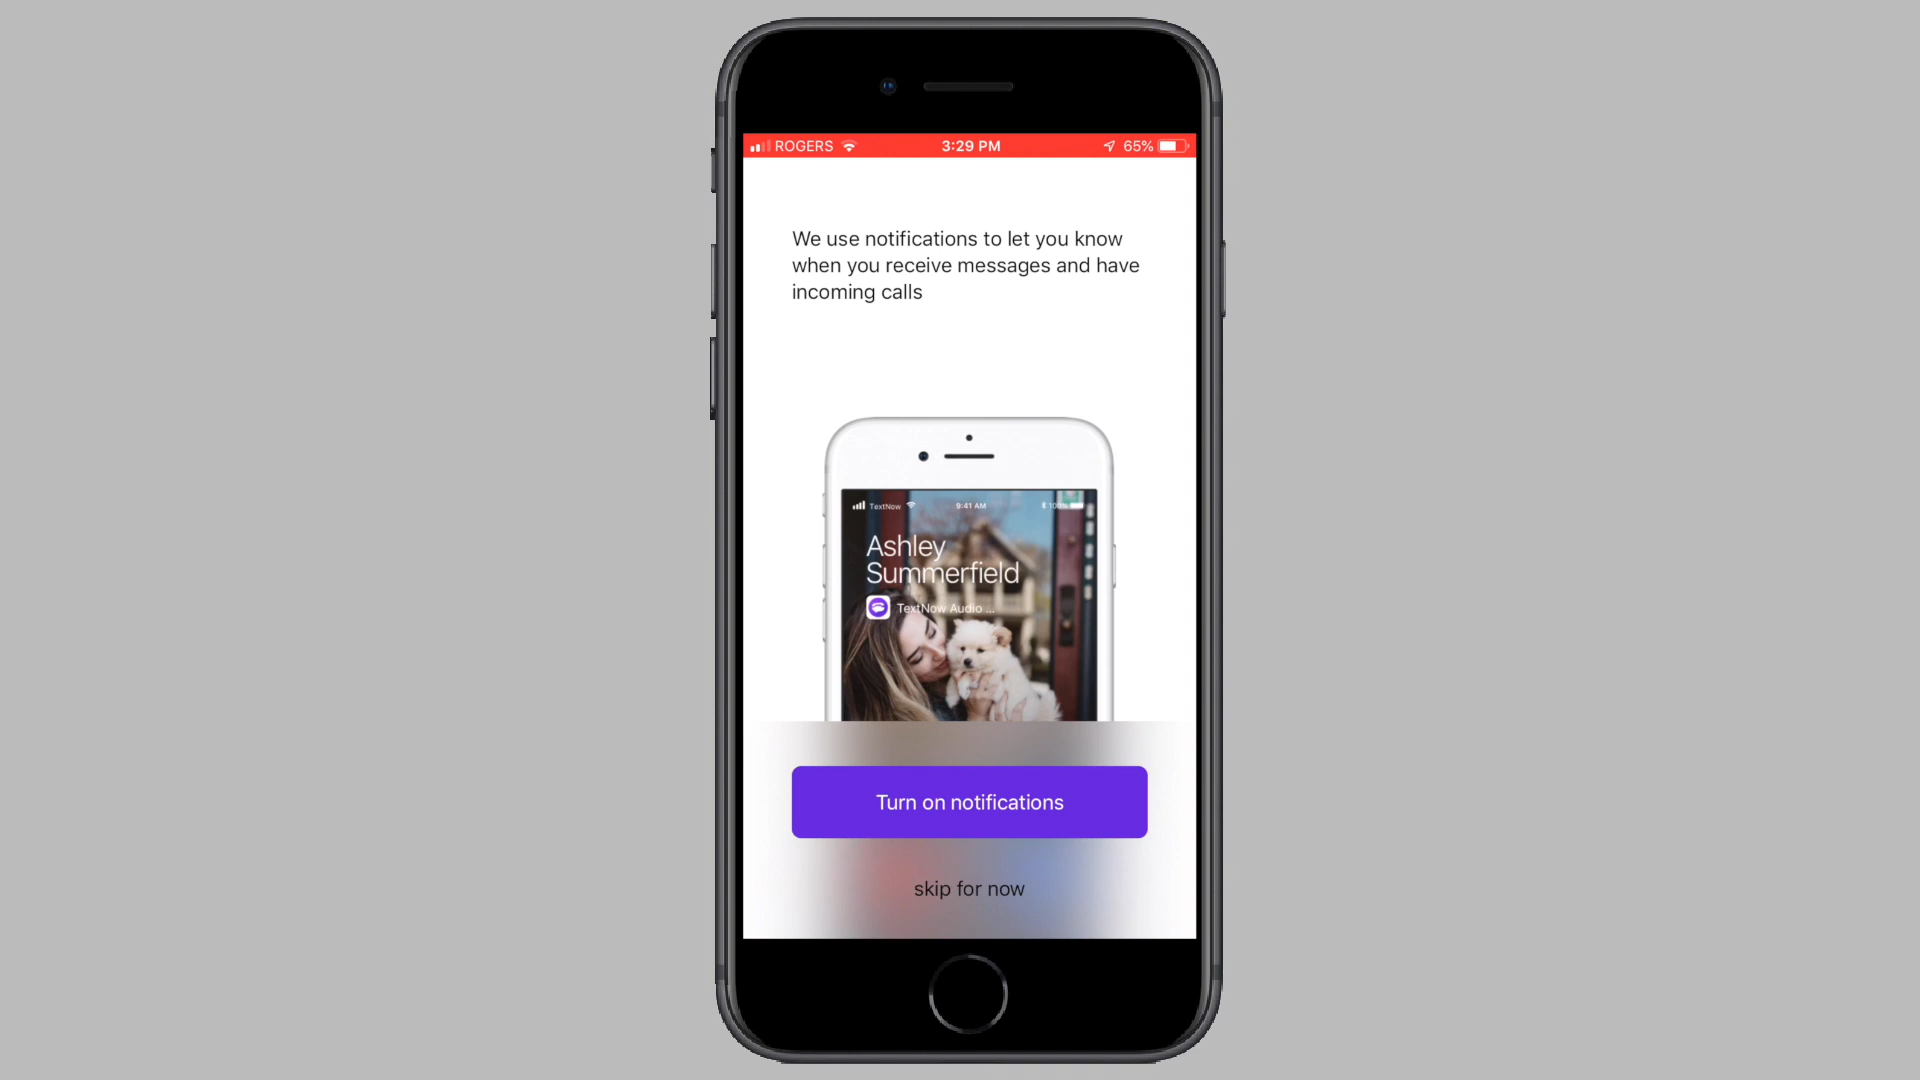 ROGERS 3:29 PM 65%
We use notifications to let you know
when you receive messages and have
incoming calls
TextNow 9:41 AM 100%
Ashley
Summerfield
TextNow Audio ...
Turn on notifications
skip for now